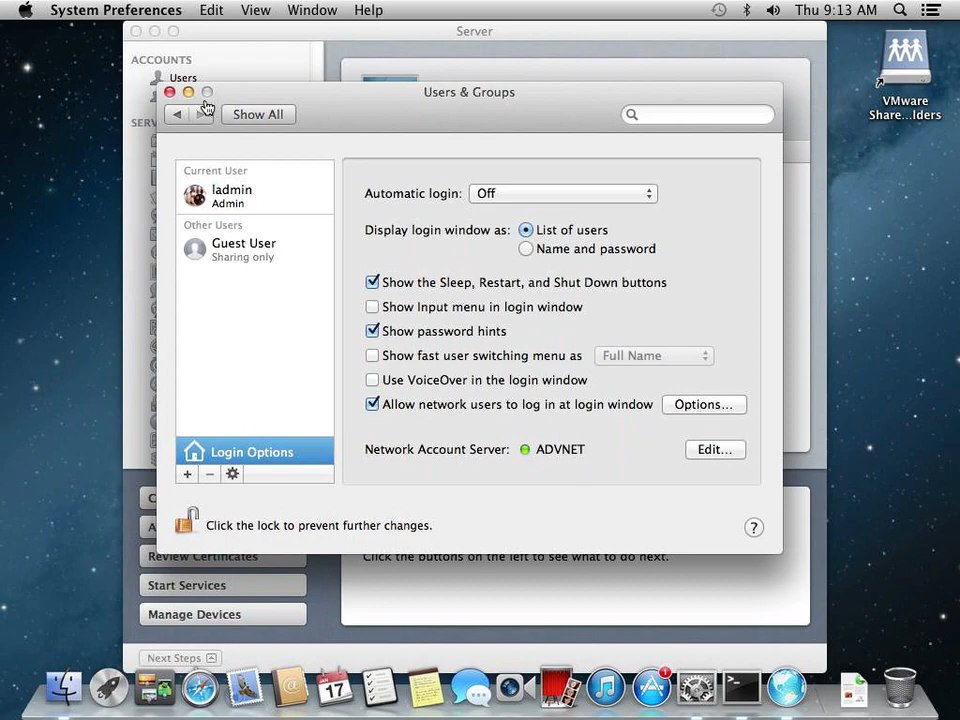 System Preferences Edit View Window Help Thu 9:13 AM
Server
ACCOUNTS
Users
Users & Groups
Show All
VMware
Share...lders
SERV
Current User
ladmin
Admin
Other Users
Guest User
Sharing only
Login Options
Automatic login: Off
Display login window as: List of users
Name and password
Show the Sleep, Restart, and Shut Down buttons
Show Input menu in login window
Show password hints
Show fast user switching menu as Full Name
Use VoiceOver in the login window
Allow network users to log in at login window Options...
Network Account Server: ADVNET Edit...
Click the lock to prevent further changes.
?
C
A
Review Certificates
Click the buttons on the left to see what to do next.
Start Services
Manage Devices
Next Steps
17
1